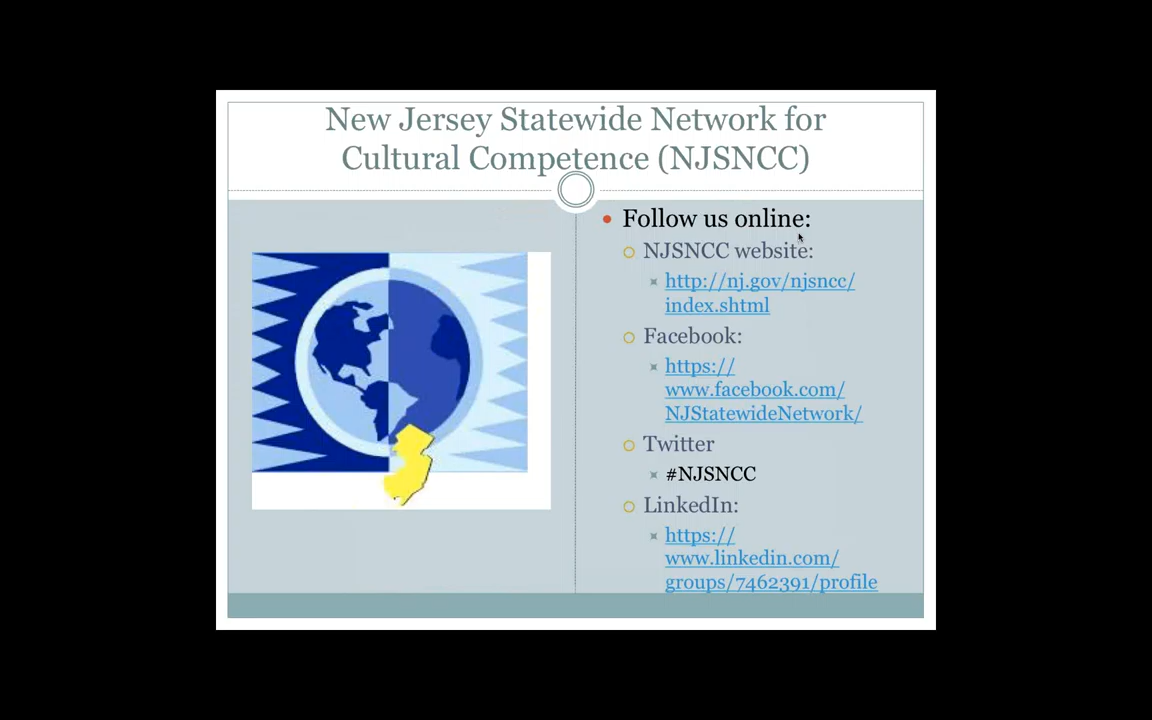 New Jersey Statewide Network for
Cultural Competence (NJSNCC)
Follow us online:
NJSNCC website:
http://nj.gov/njsncc/
index.shtml
Facebook:
https://
www.facebook.com/
NJStatewideNetwork/
Twitter
#NJSNCC
LinkedIn:
https://
www.linkedin.com/
groups/7462391/profile